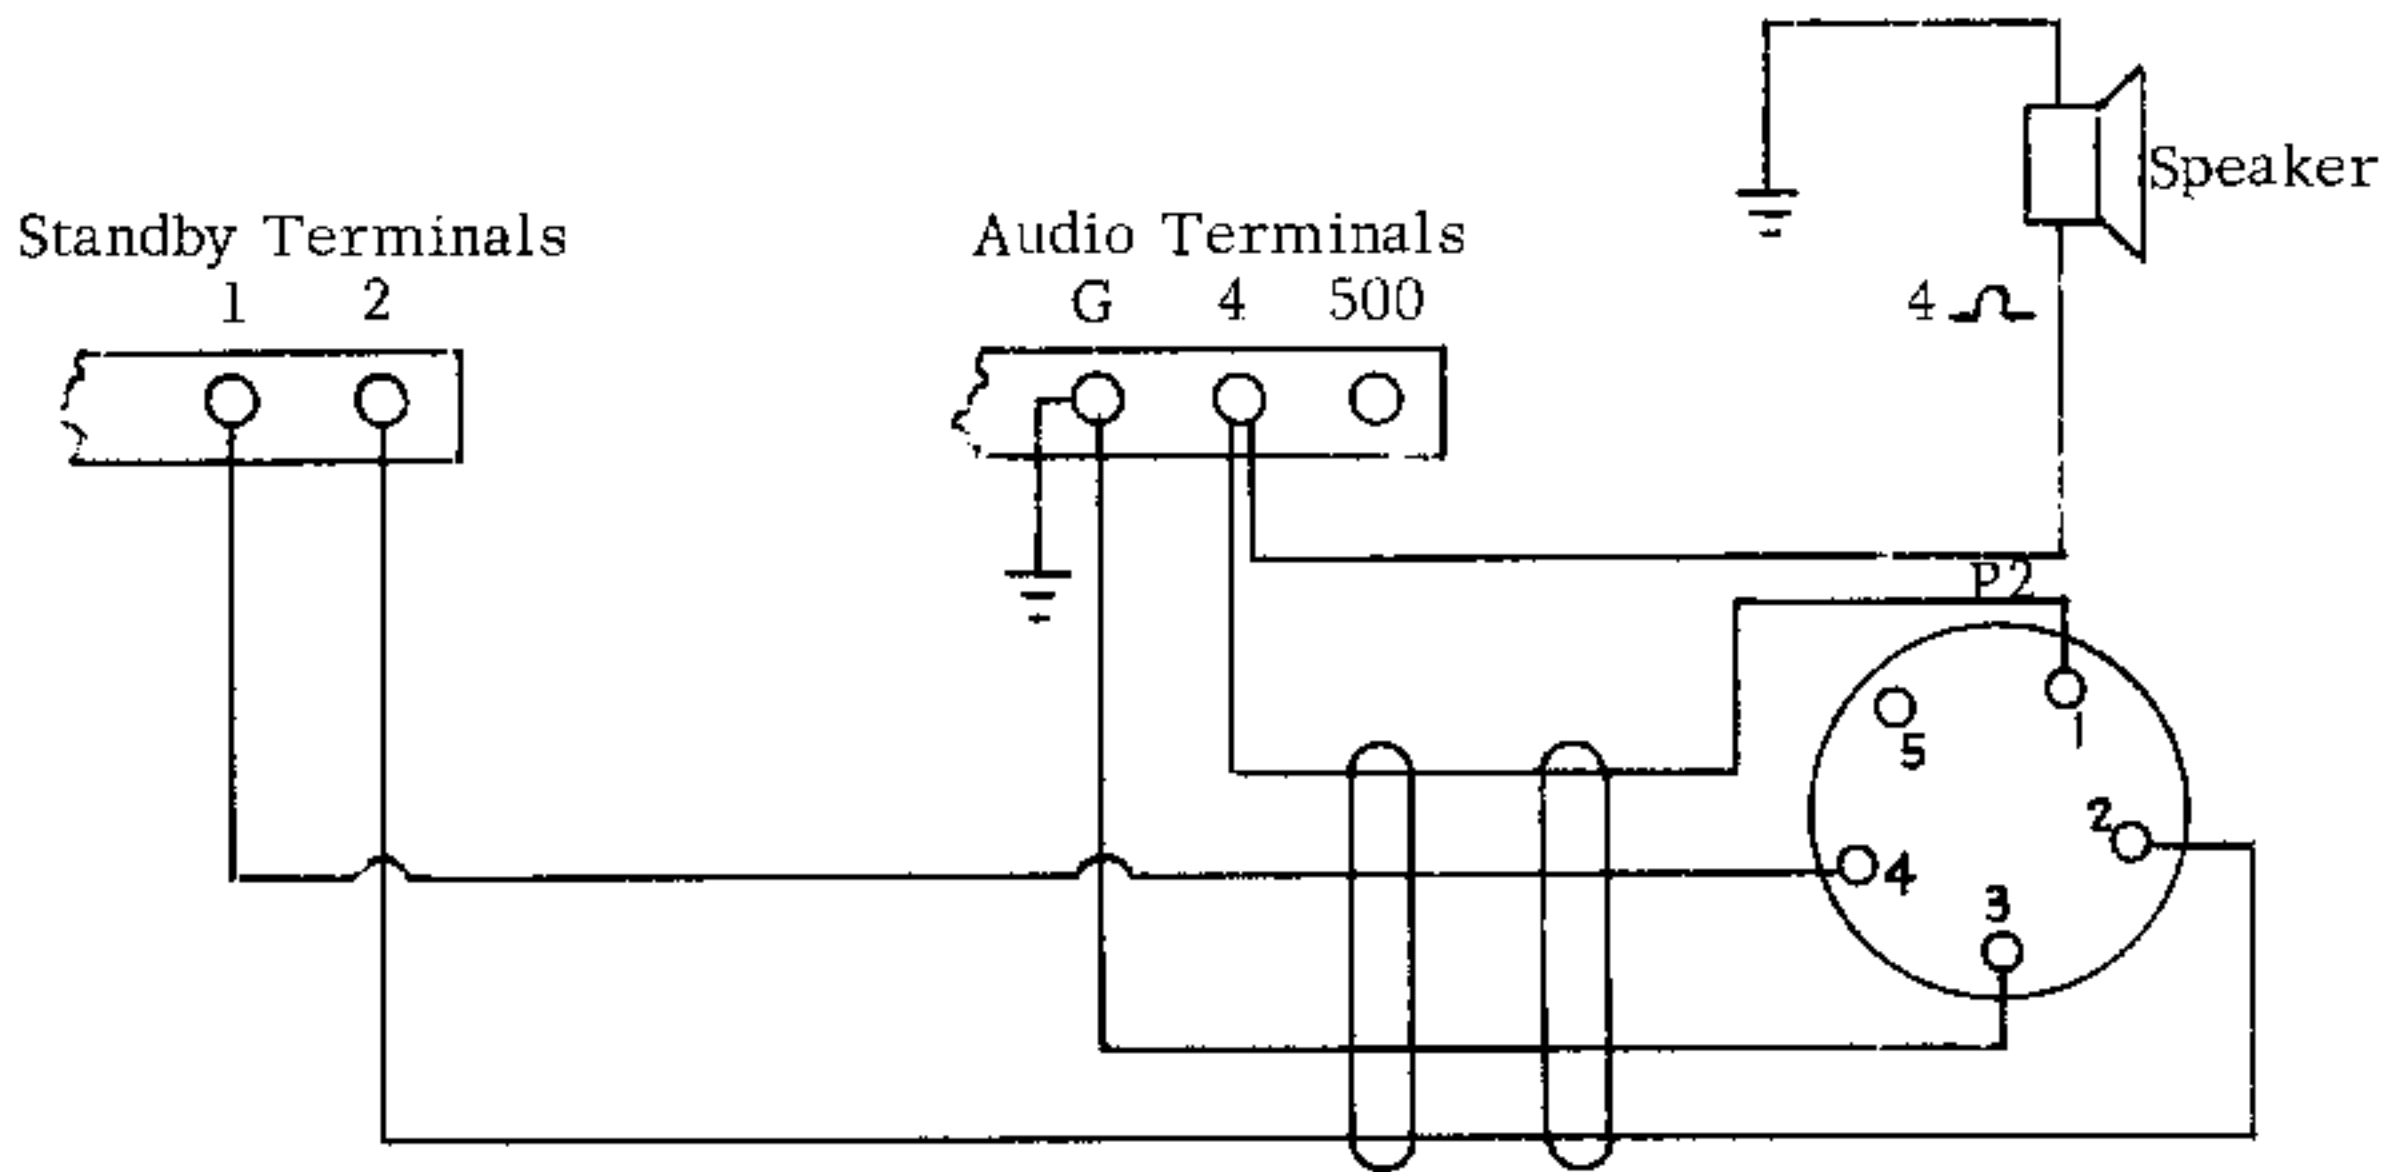 Speaker
Standby Terminals
1 2
Audio Terminals
G 4 500
4 Ω
P2
1
5
2
4
3